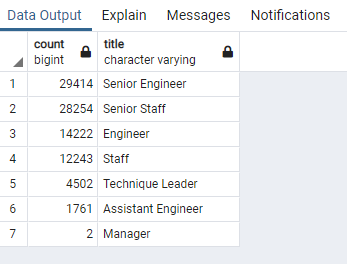 Data Output Explain Messages Notifications
count title
bigint character varying
1 29414 Senior Engineer
2 28254 Senior Staff
3 14222 Engineer
4 12243 Staff
5 4502 Technique Leader
6 1761 Assistant Engineer
7 2 Manager